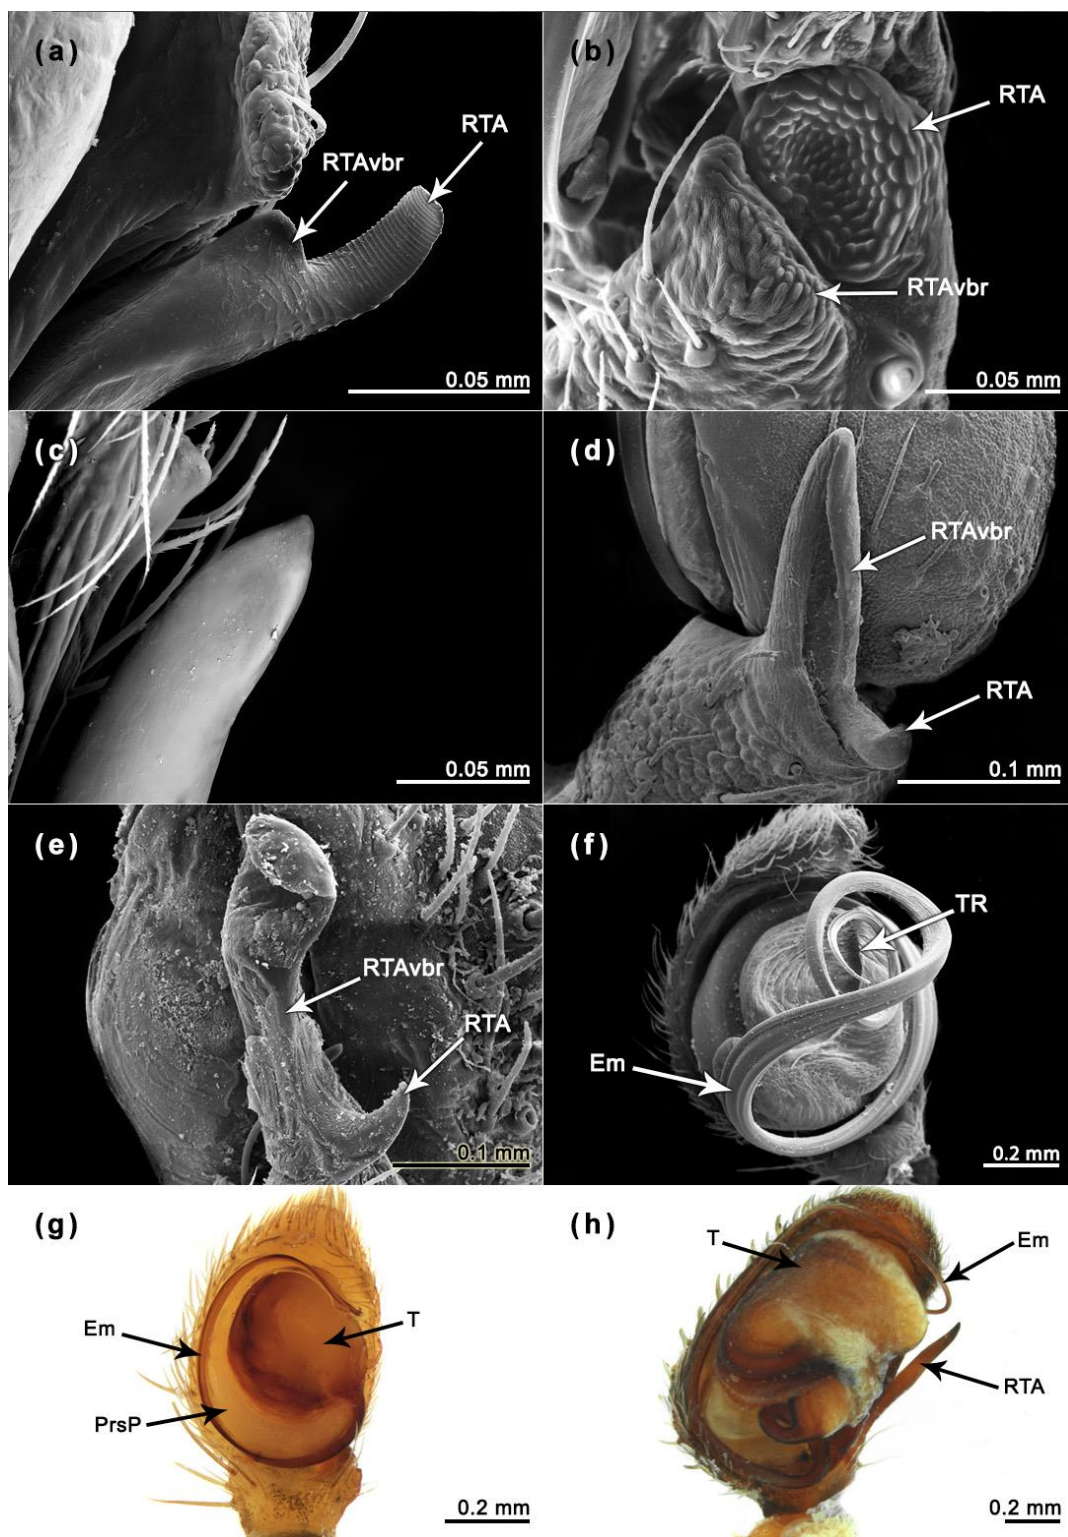 (a)
RTA
RTAvbr
0.05 mm
(b)
RTA
RTAvbr
0.05 mm
(c)
0.05 mm
(d)
RTAvbr
RTA
0.1 mm
(e)
RTAvbr
RTA
0.1 mm
(f)
TR
Em
0.2 mm
(g)
Em
T
PrsP
0.2 mm
(h)
T
Em
RTA
0.2 mm